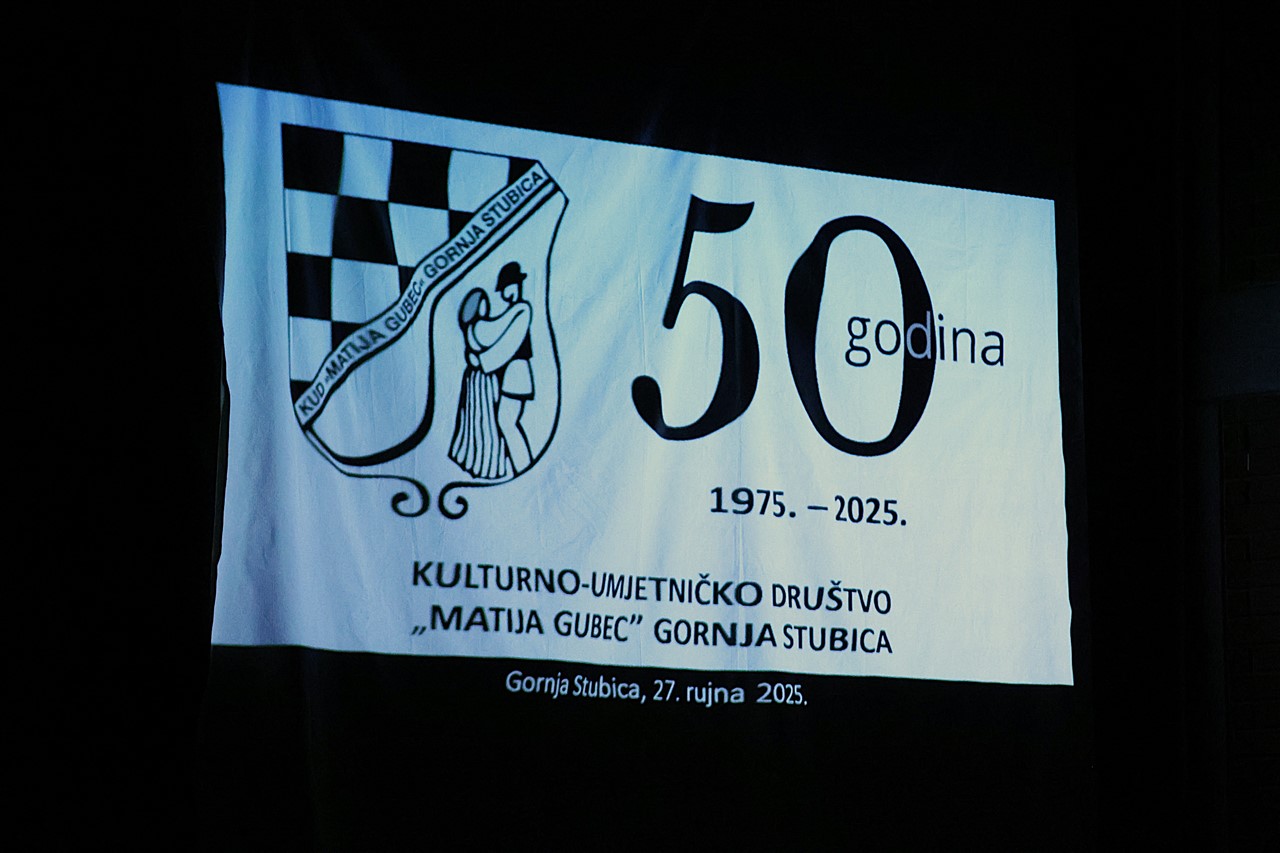 KUD »MATIJA GUBEC« GORNJA STUBICA
50
godina
1975. – 2025.
KULTURNO-UMJETNIČKO DRUŠTVO
„MATIJA GUBEC” GORNJA STUBICA
Gornja Stubica, 27. rujna 2025.